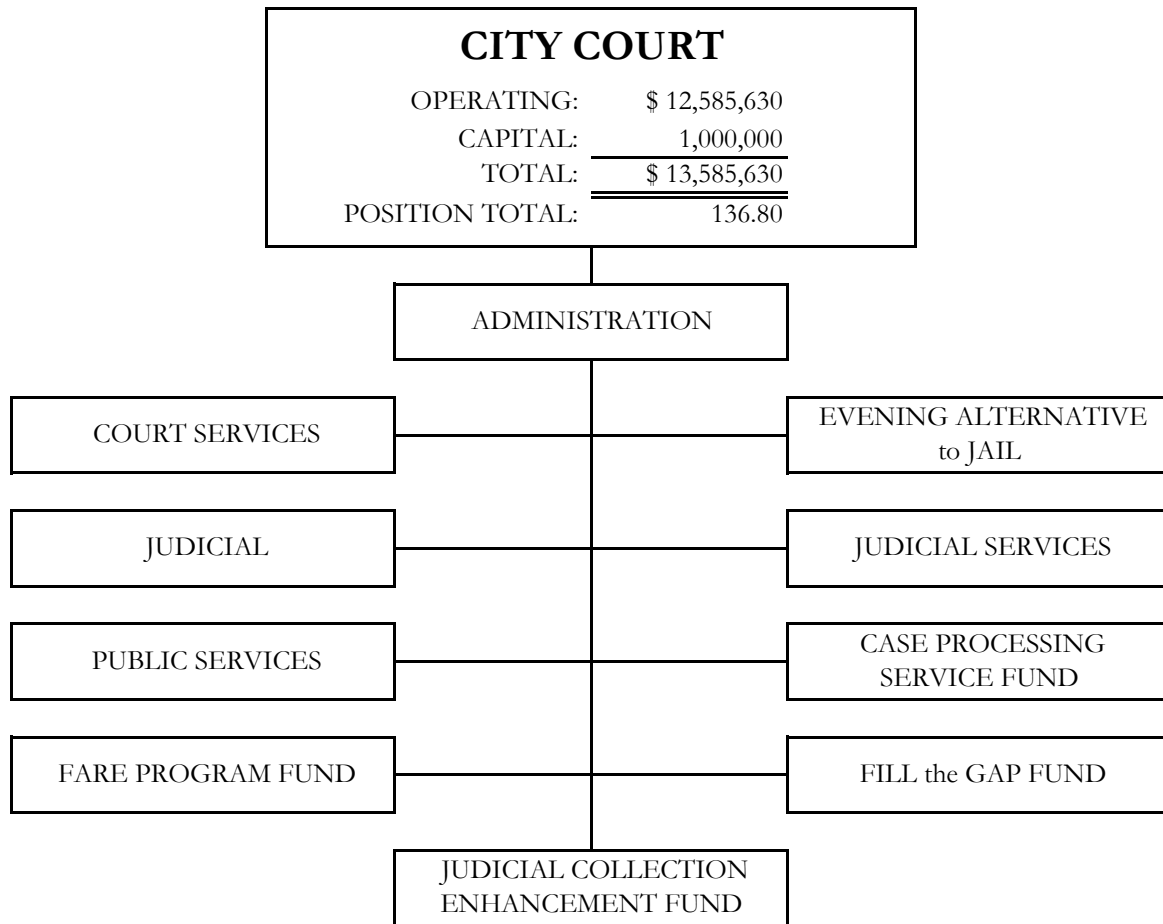 CITY COURT
OPERATING: $ 12,585,630
CAPITAL: 1,000,000
TOTAL: $ 13,585,630
POSITION TOTAL: 136.80
ADMINISTRATION
COURT SERVICES
EVENING ALTERNATIVE
to JAIL
JUDICIAL
JUDICIAL SERVICES
PUBLIC SERVICES
CASE PROCESSING
SERVICE FUND
FARE PROGRAM FUND
FILL the GAP FUND
JUDICIAL COLLECTION
ENHANCEMENT FUND